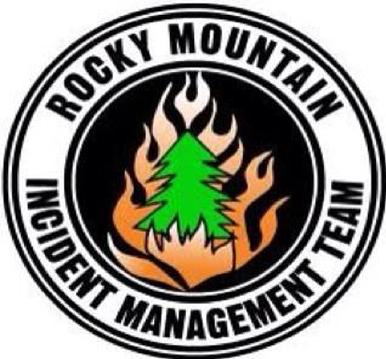 ROCKY MOUNTAIN
INCIDENT MANAGEMENT TEAM